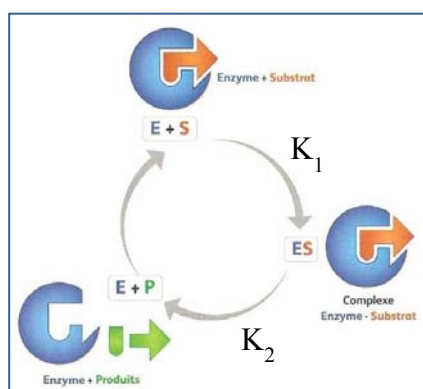 Enzyme + Substrat
E + S
K₁
ES
Complexe
Enzyme - Substrat
E + P
K₂
Enzyme + Produits